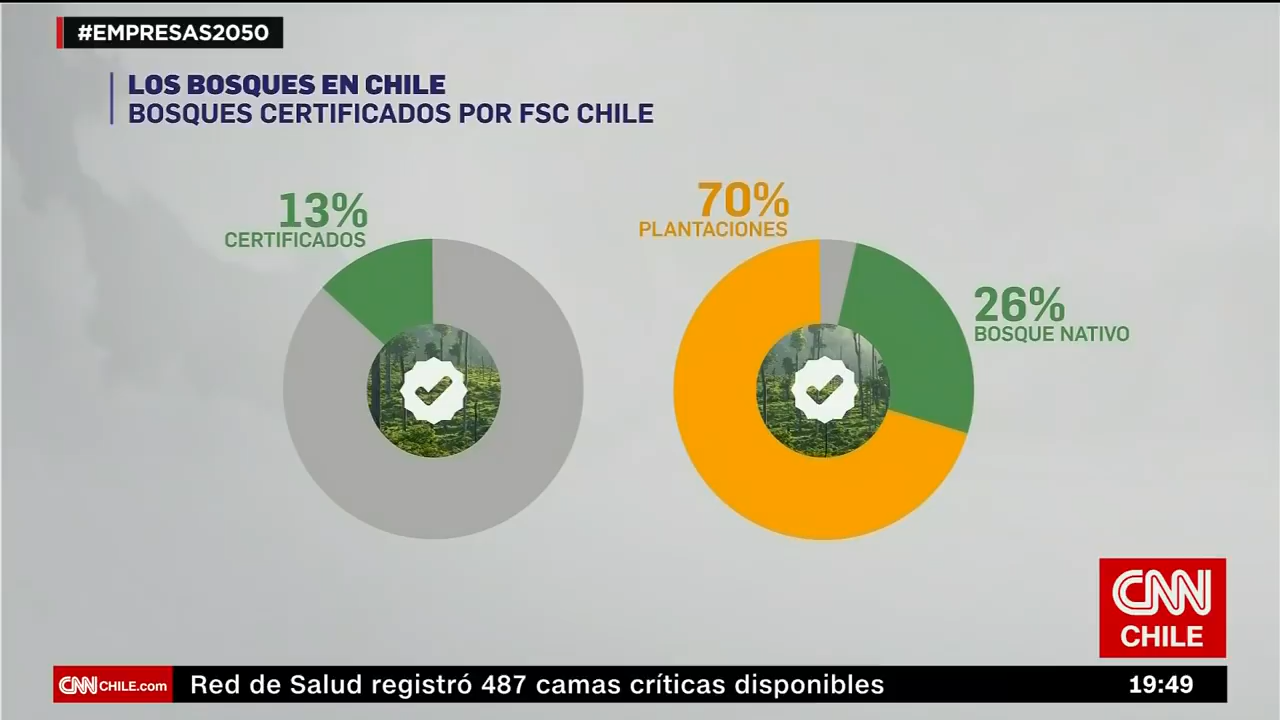 #EMPRESAS2050
LOS BOSQUES EN CHILE
BOSQUES CERTIFICADOS POR FSC CHILE
13%
CERTIFICADOS
70%
PLANTACIONES
26%
BOSQUE NATIVO
CNN
CHILE
CNNCHILE.com
Red de Salud registró 487 camas críticas disponibles
19:49